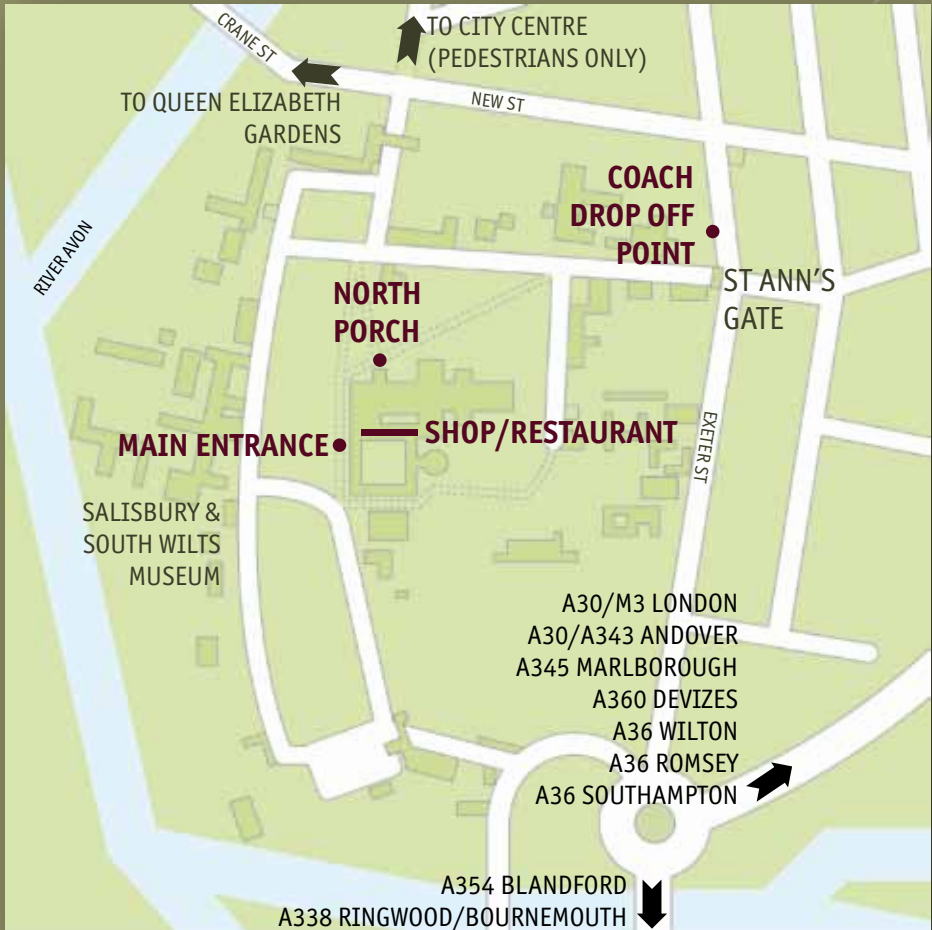 CRANE ST
TO CITY CENTRE
(PEDESTRIANS ONLY)
TO QUEEN ELIZABETH
GARDENS
NEW ST
COACH
DROP OFF
POINT
RIVER AVON
ST ANN'S
GATE
NORTH
PORCH
MAIN ENTRANCE
SHOP/RESTAURANT
EXETER ST
SALISBURY &
SOUTH WILTS
MUSEUM
A30/M3 LONDON
A30/A343 ANDOVER
A345 MARLBOROUGH
A360 DEVIZES
A36 WILTON
A36 ROMSEY
A36 SOUTHAMPTON
A354 BLANDFORD
A338 RINGWOOD/BOURNEMOUTH